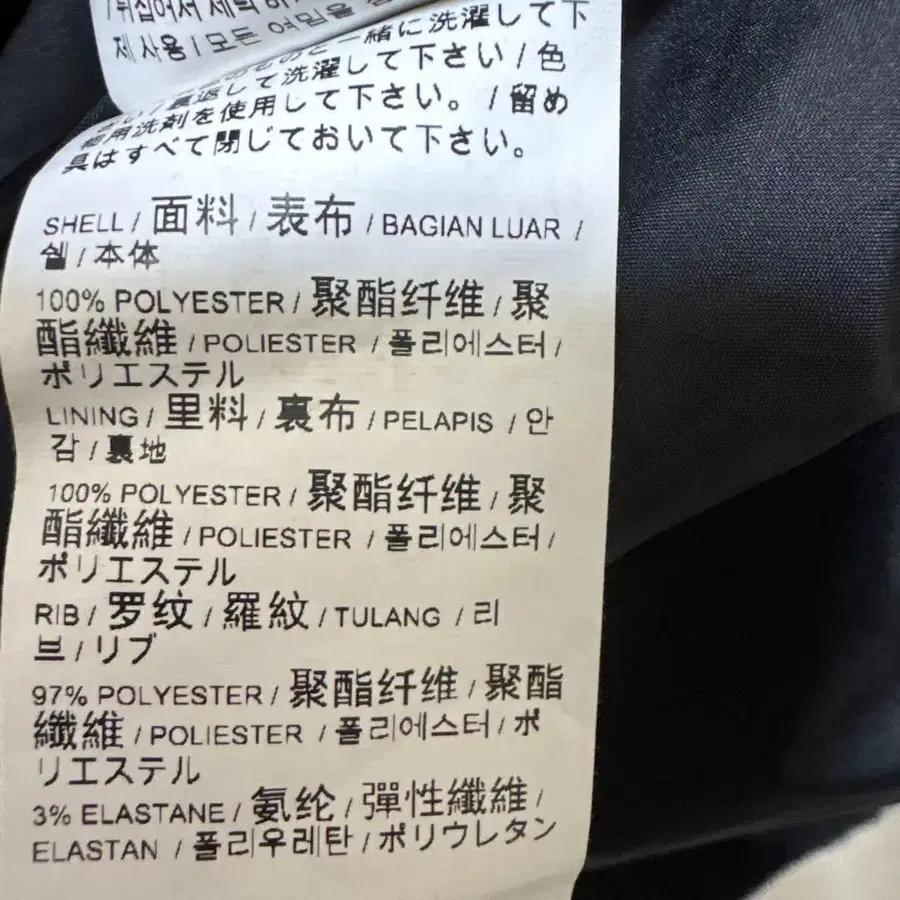 /뒤집어서 세탁
제 사용 / 모든 여밈을
一緒に洗濯して下
裏返して洗濯して下さい / 色
物用洗剤を使用して下さい。 / 留め
具はすべて閉じておいて下さい。
SHELL / 面料 / 表布 / BAGIAN LUAR /
쉘 / 本体
100% POLYESTER / 聚酯纤维 / 聚
酯纖維 / POLIESTER / 폴리에스터 /
ポリエステル
LINING / 里料 / 裏布 / PELAPIS / 안
감 / 裏地
100% POLYESTER / 聚酯纤维 / 聚
酯纖維 / POLIESTER / 폴리에스터 /
ポリエステル
RIB / 罗纹 / 羅紋 / TULANG / 리
브 / リブ
97% POLYESTER / 聚酯纤维 / 聚酯
纖維 / POLIESTER / 폴리에스터 / ポ
リエステル
3% ELASTANE / 氨纶 / 彈性纖維 /
ELASTAN / 폴리우레탄 / ポリウレタン